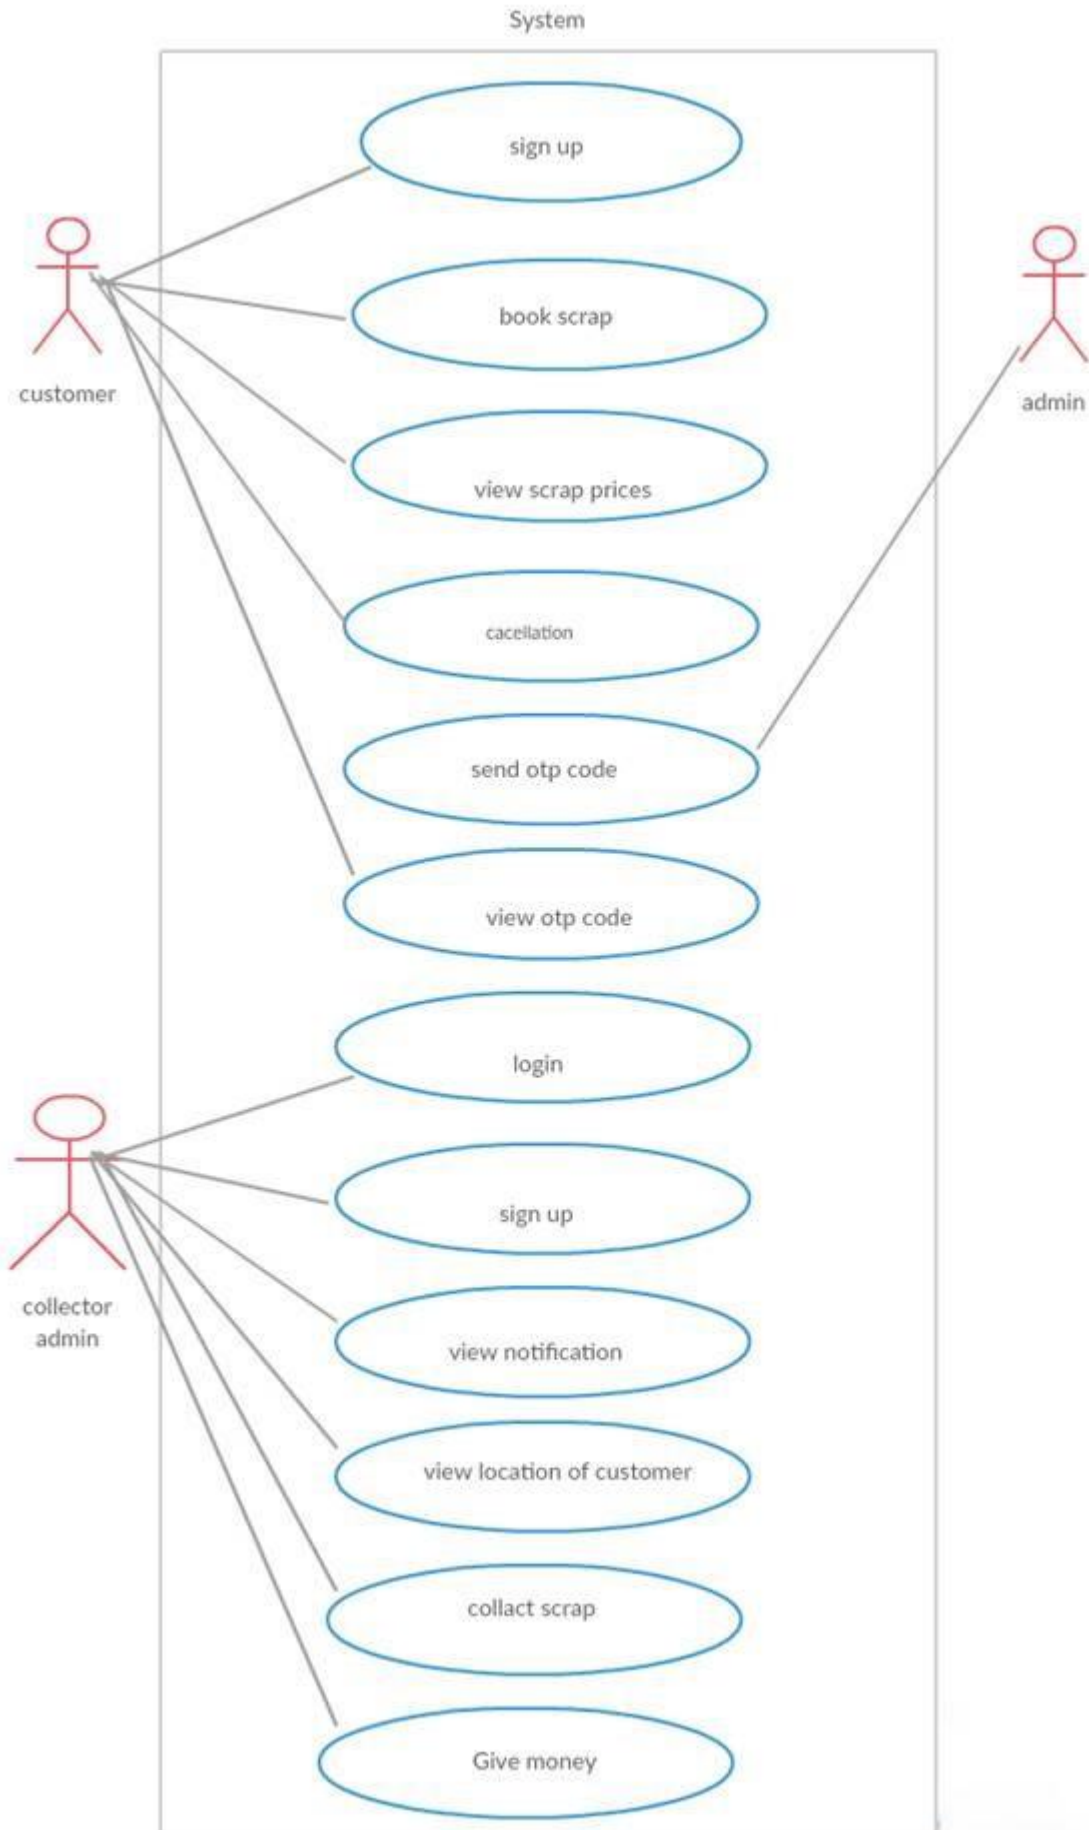 System
sign up
book scrap
customer
admin
view scrap prices
cacellation
send otp code
view otp code
login
sign up
collector
admin
view notification
view location of customer
collact scrap
Give money